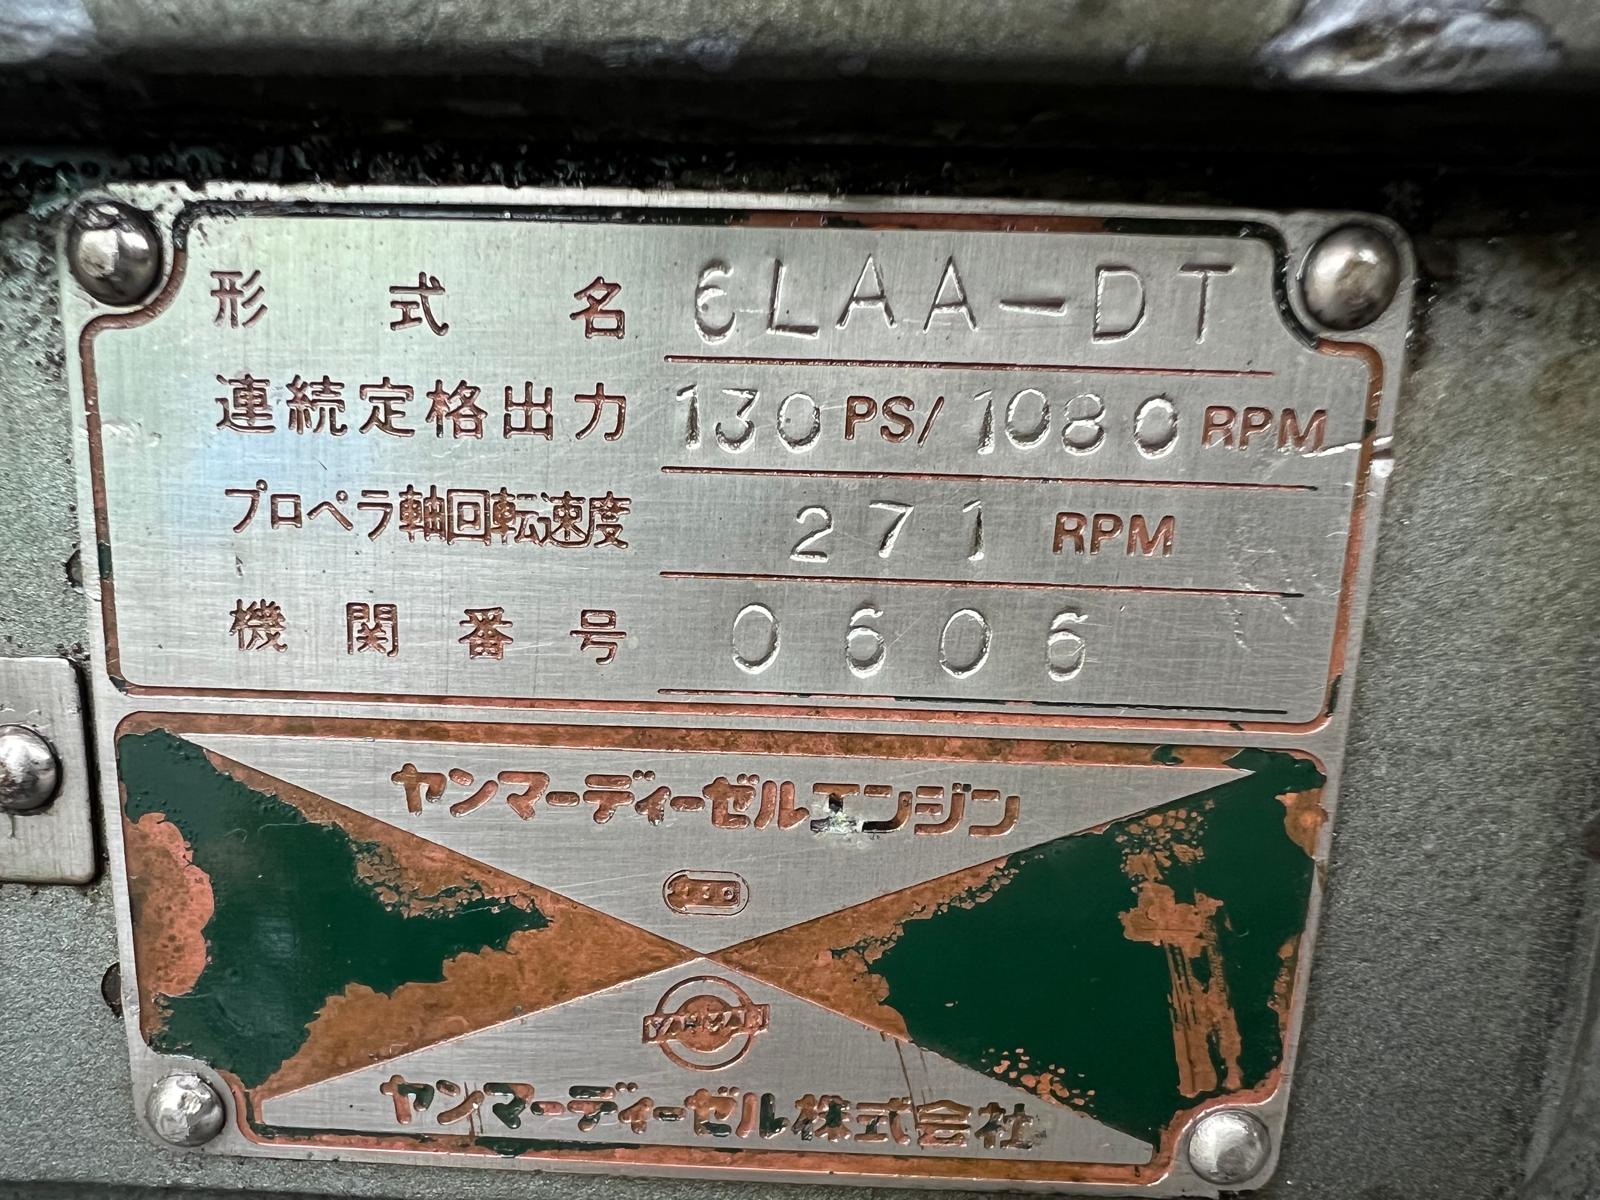 形式名 6LAA-DT
連続定格出力 130 PS/ 1080 RPM
プロペラ軸回転速度 271 RPM
機関番号 0606
ヤンマーディーゼルエンジン
YANMAR
ヤンマーディーゼル株式会社